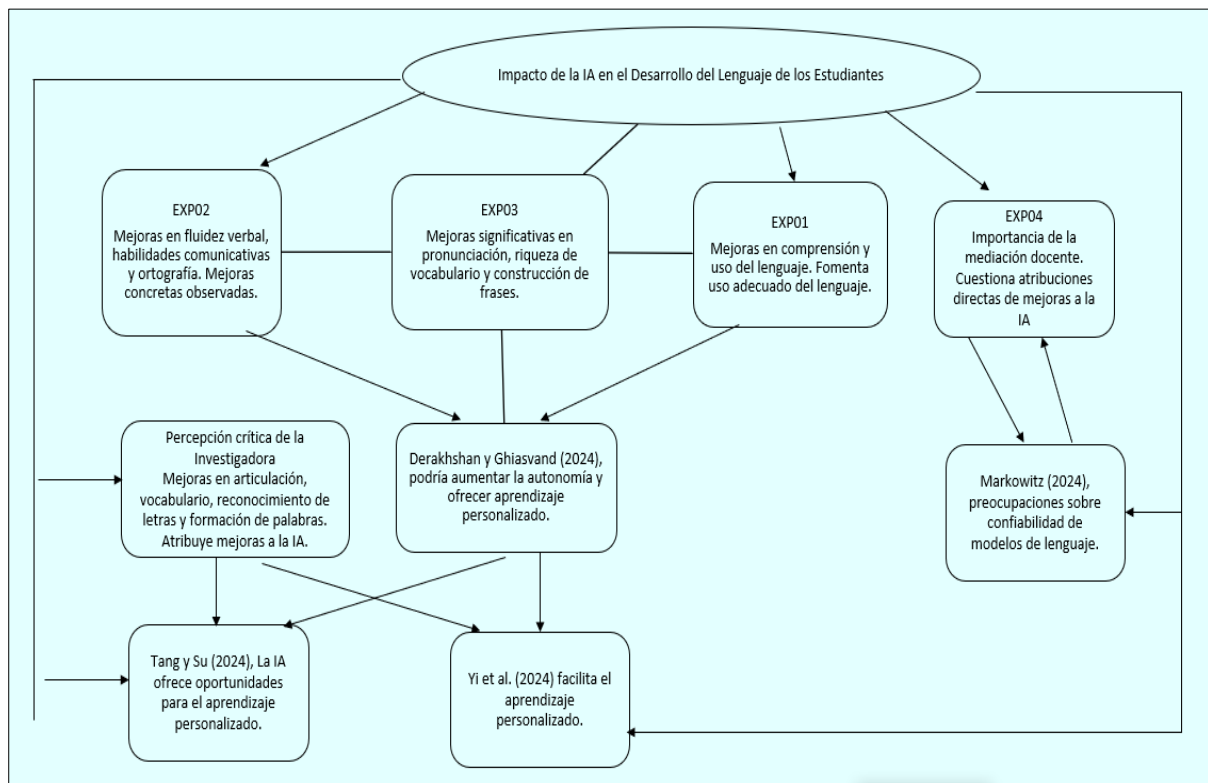 Impacto de la IA en el Desarrollo del Lenguaje de los Estudiantes
EXP02
Mejoras en fluidez verbal,
habilidades comunicativas
y ortografía. Mejoras
concretas observadas.
EXP03
Mejoras significativas en
pronunciación, riqueza de
vocabulario y construcción de
frases.
EXP01
Mejoras en comprensión y
uso del lenguaje. Fomenta
uso adecuado del lenguaje.
EXP04
Importancia de la
mediación docente.
Cuestiona atribuciones
directas de mejoras a la
IA
Percepción crítica de la
Investigadora
Mejoras en articulación,
vocabulario, reconocimiento de
letras y formación de palabras.
Atribuye mejoras a la IA.
Derakhshan y Ghiasvand (2024),
podría aumentar la autonomía y
ofrecer aprendizaje
personalizado.
Markowitz (2024),
preocupaciones sobre
confiabilidad de
modelos de lenguaje.
Tang y Su (2024), La IA
ofrece oportunidades
para el aprendizaje
personalizado.
Yi et al. (2024) facilita el
aprendizaje
personalizado.